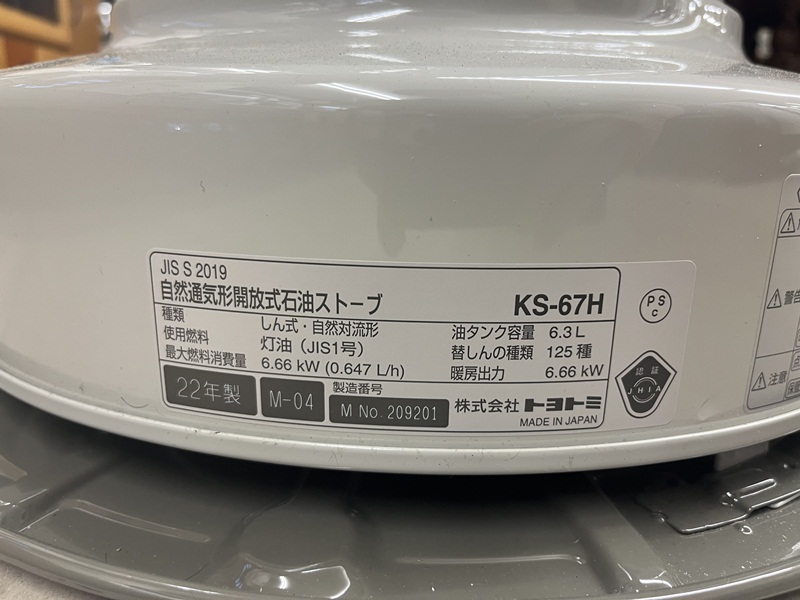 JIS S 2019
自然通気形開放式石油ストーブ KS-67H
種類 しん式・自然対流形 油タンク容量 6.3 L
使用燃料 灯油（JIS1号） 替しんの種類 125 種
最大燃料消費量 6.66 kW (0.647 L/h) 暖房出力 6.66 kW
22年製 M-04 製造番号 M No. 209201 株式会社 トヨトミ
MADE IN JAPAN
PS
C
認証
JHIA
警告
注意